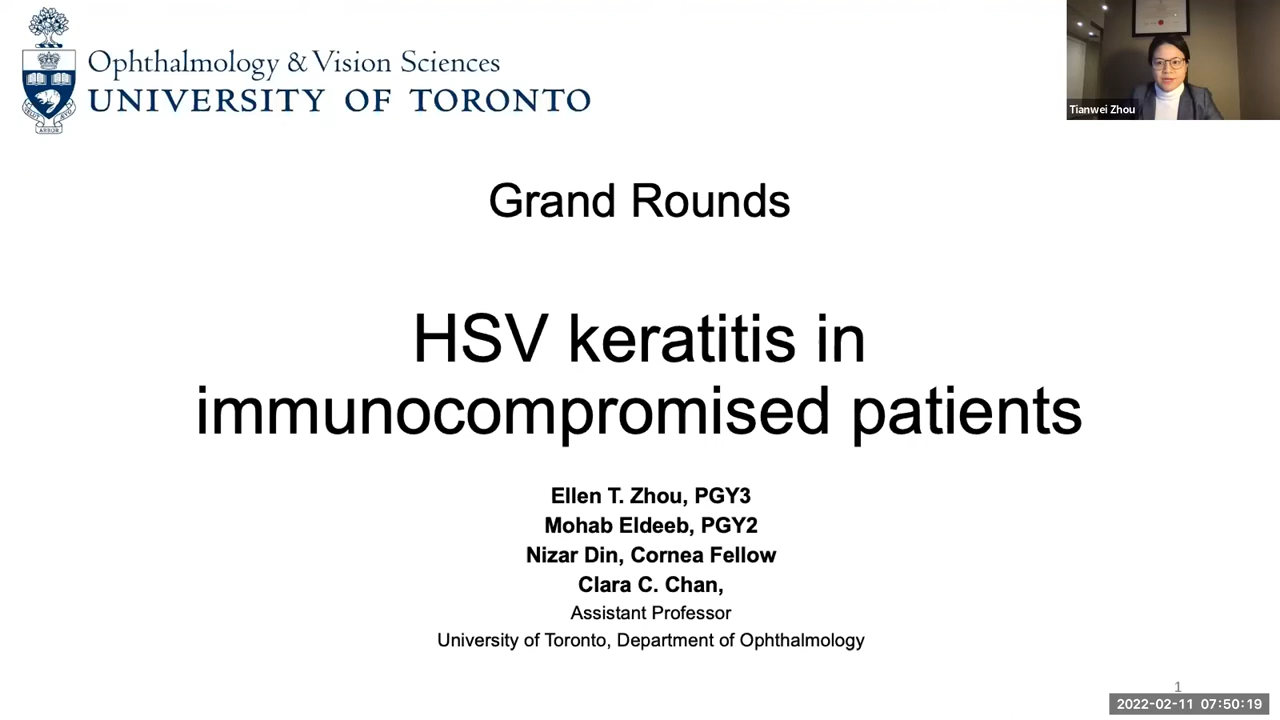 Ophthalmology & Vision Sciences
UNIVERSITY OF TORONTO
Tianwei Zhou
Grand Rounds
HSV keratitis in
immunocompromised patients
Ellen T. Zhou, PGY3
Mohab Eldeeb, PGY2
Nizar Din, Cornea Fellow
Clara C. Chan,
Assistant Professor
University of Toronto, Department of Ophthalmology
1
2022-02-11 07:50:19